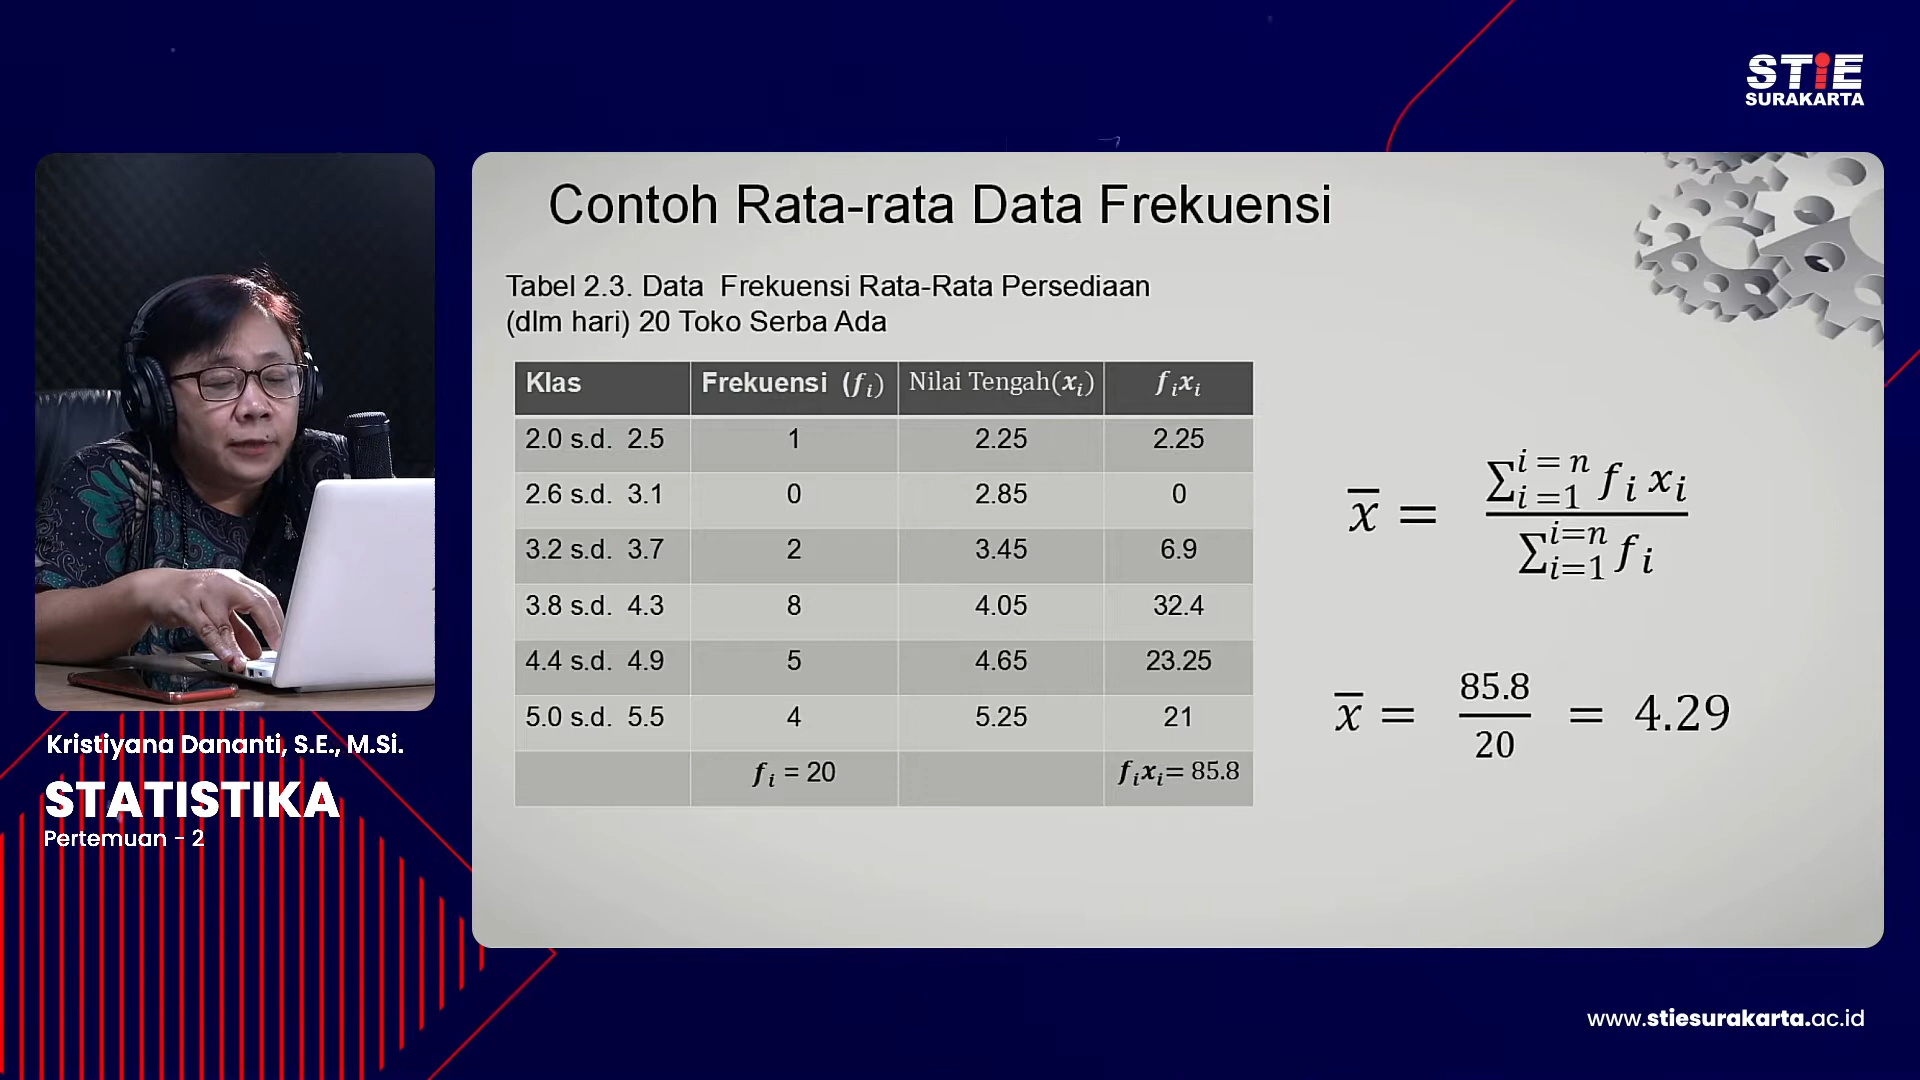 STiE
SURAKARTA
Contoh Rata-rata Data Frekuensi
Tabel 2.3. Data Frekuensi Rata-Rata Persediaan
(dlm hari) 20 Toko Serba Ada
Klas Frekuensi (fᵢ) Nilai Tengah(xᵢ) fᵢxᵢ
2.0 s.d. 2.5 1 2.25 2.25
2.6 s.d. 3.1 0 2.85 0
3.2 s.d. 3.7 2 3.45 6.9
3.8 s.d. 4.3 8 4.05 32.4
4.4 s.d. 4.9 5 4.65 23.25
5.0 s.d. 5.5 4 5.25 21
fᵢ = 20 fᵢxᵢ= 85.8
x̅ = ∑ᵢ₌₁ⁱ⁼ⁿ fᵢ xᵢ / ∑ᵢ₌₁ⁱ⁼ⁿ fᵢ
x̅ = 85.8 / 20 = 4.29
Kristiyana Dananti, S.E., M.Si.
STATISTIKA
Pertemuan - 2
www.stiesurakarta.ac.id